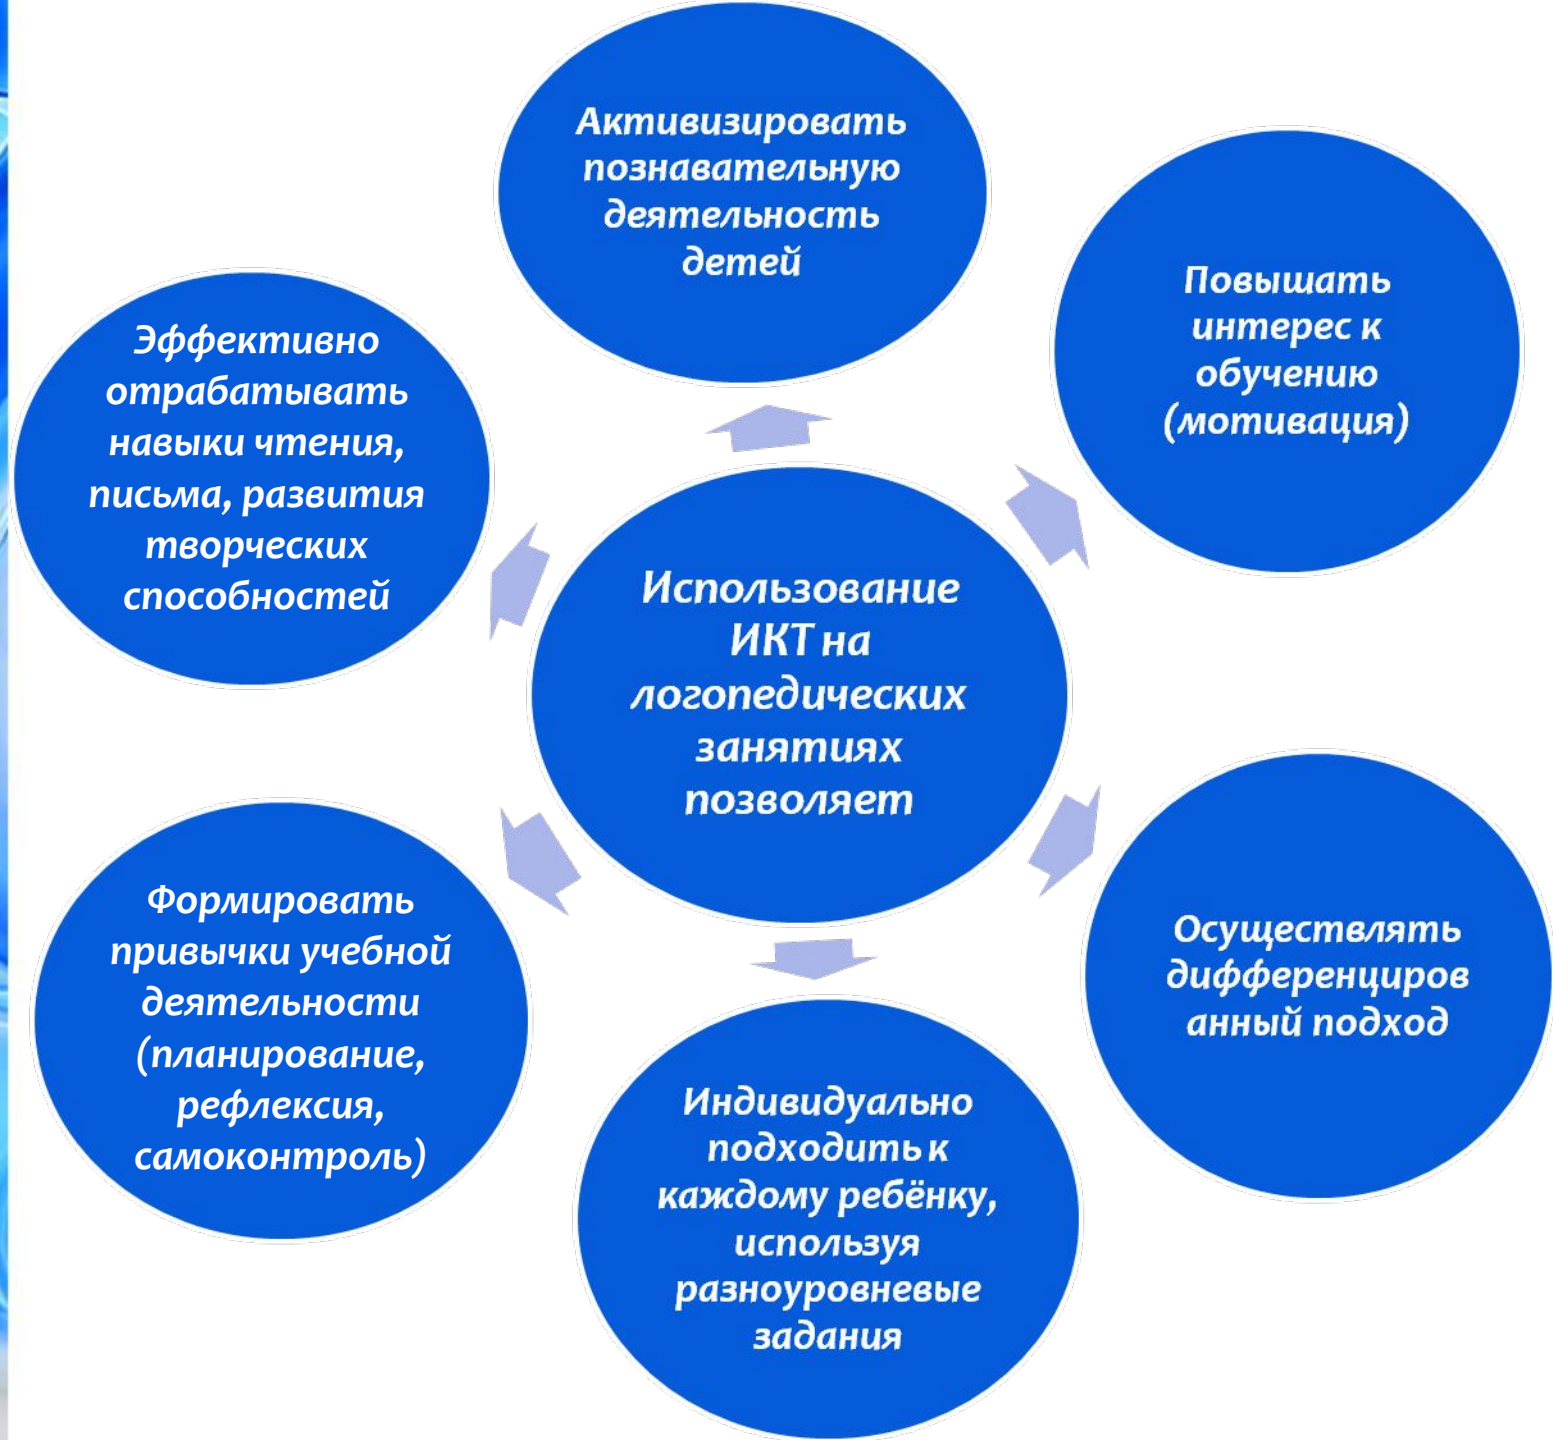 Активизировать
познавательную
деятельность
детей
Повышать
интерес к
обучению
(мотивация)
Эффективно
отрабатывать
навыки чтения,
письма, развития
творческих
способностей
Использование
ИКТ на
логопедических
занятиях
позволяет
Формировать
привычки учебной
деятельности
(планирование,
рефлексия,
самоконтроль)
Осуществлять
дифференциров
анный подход
Индивидуально
подходить к
каждому ребёнку,
используя
разноуровневые
задания